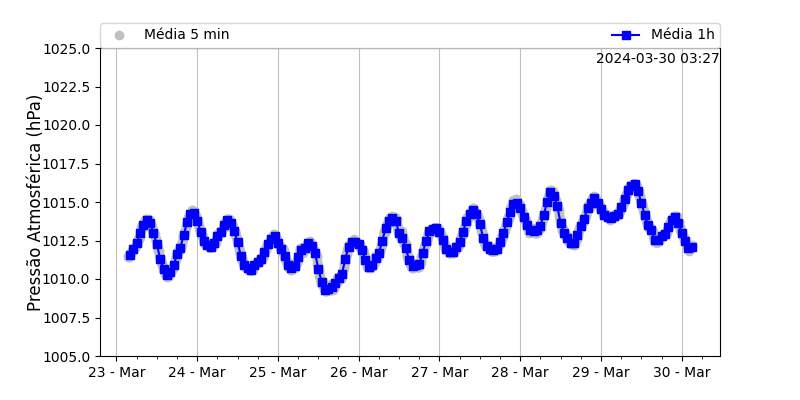 Média 5 min
Média 1h
2024-03-30 03:27
Pressão Atmosférica (hPa)
1025.0
1022.5
1020.0
1017.5
1015.0
1012.5
1010.0
1007.5
1005.0
23 - Mar
24 - Mar
25 - Mar
26 - Mar
27 - Mar
28 - Mar
29 - Mar
30 - Mar